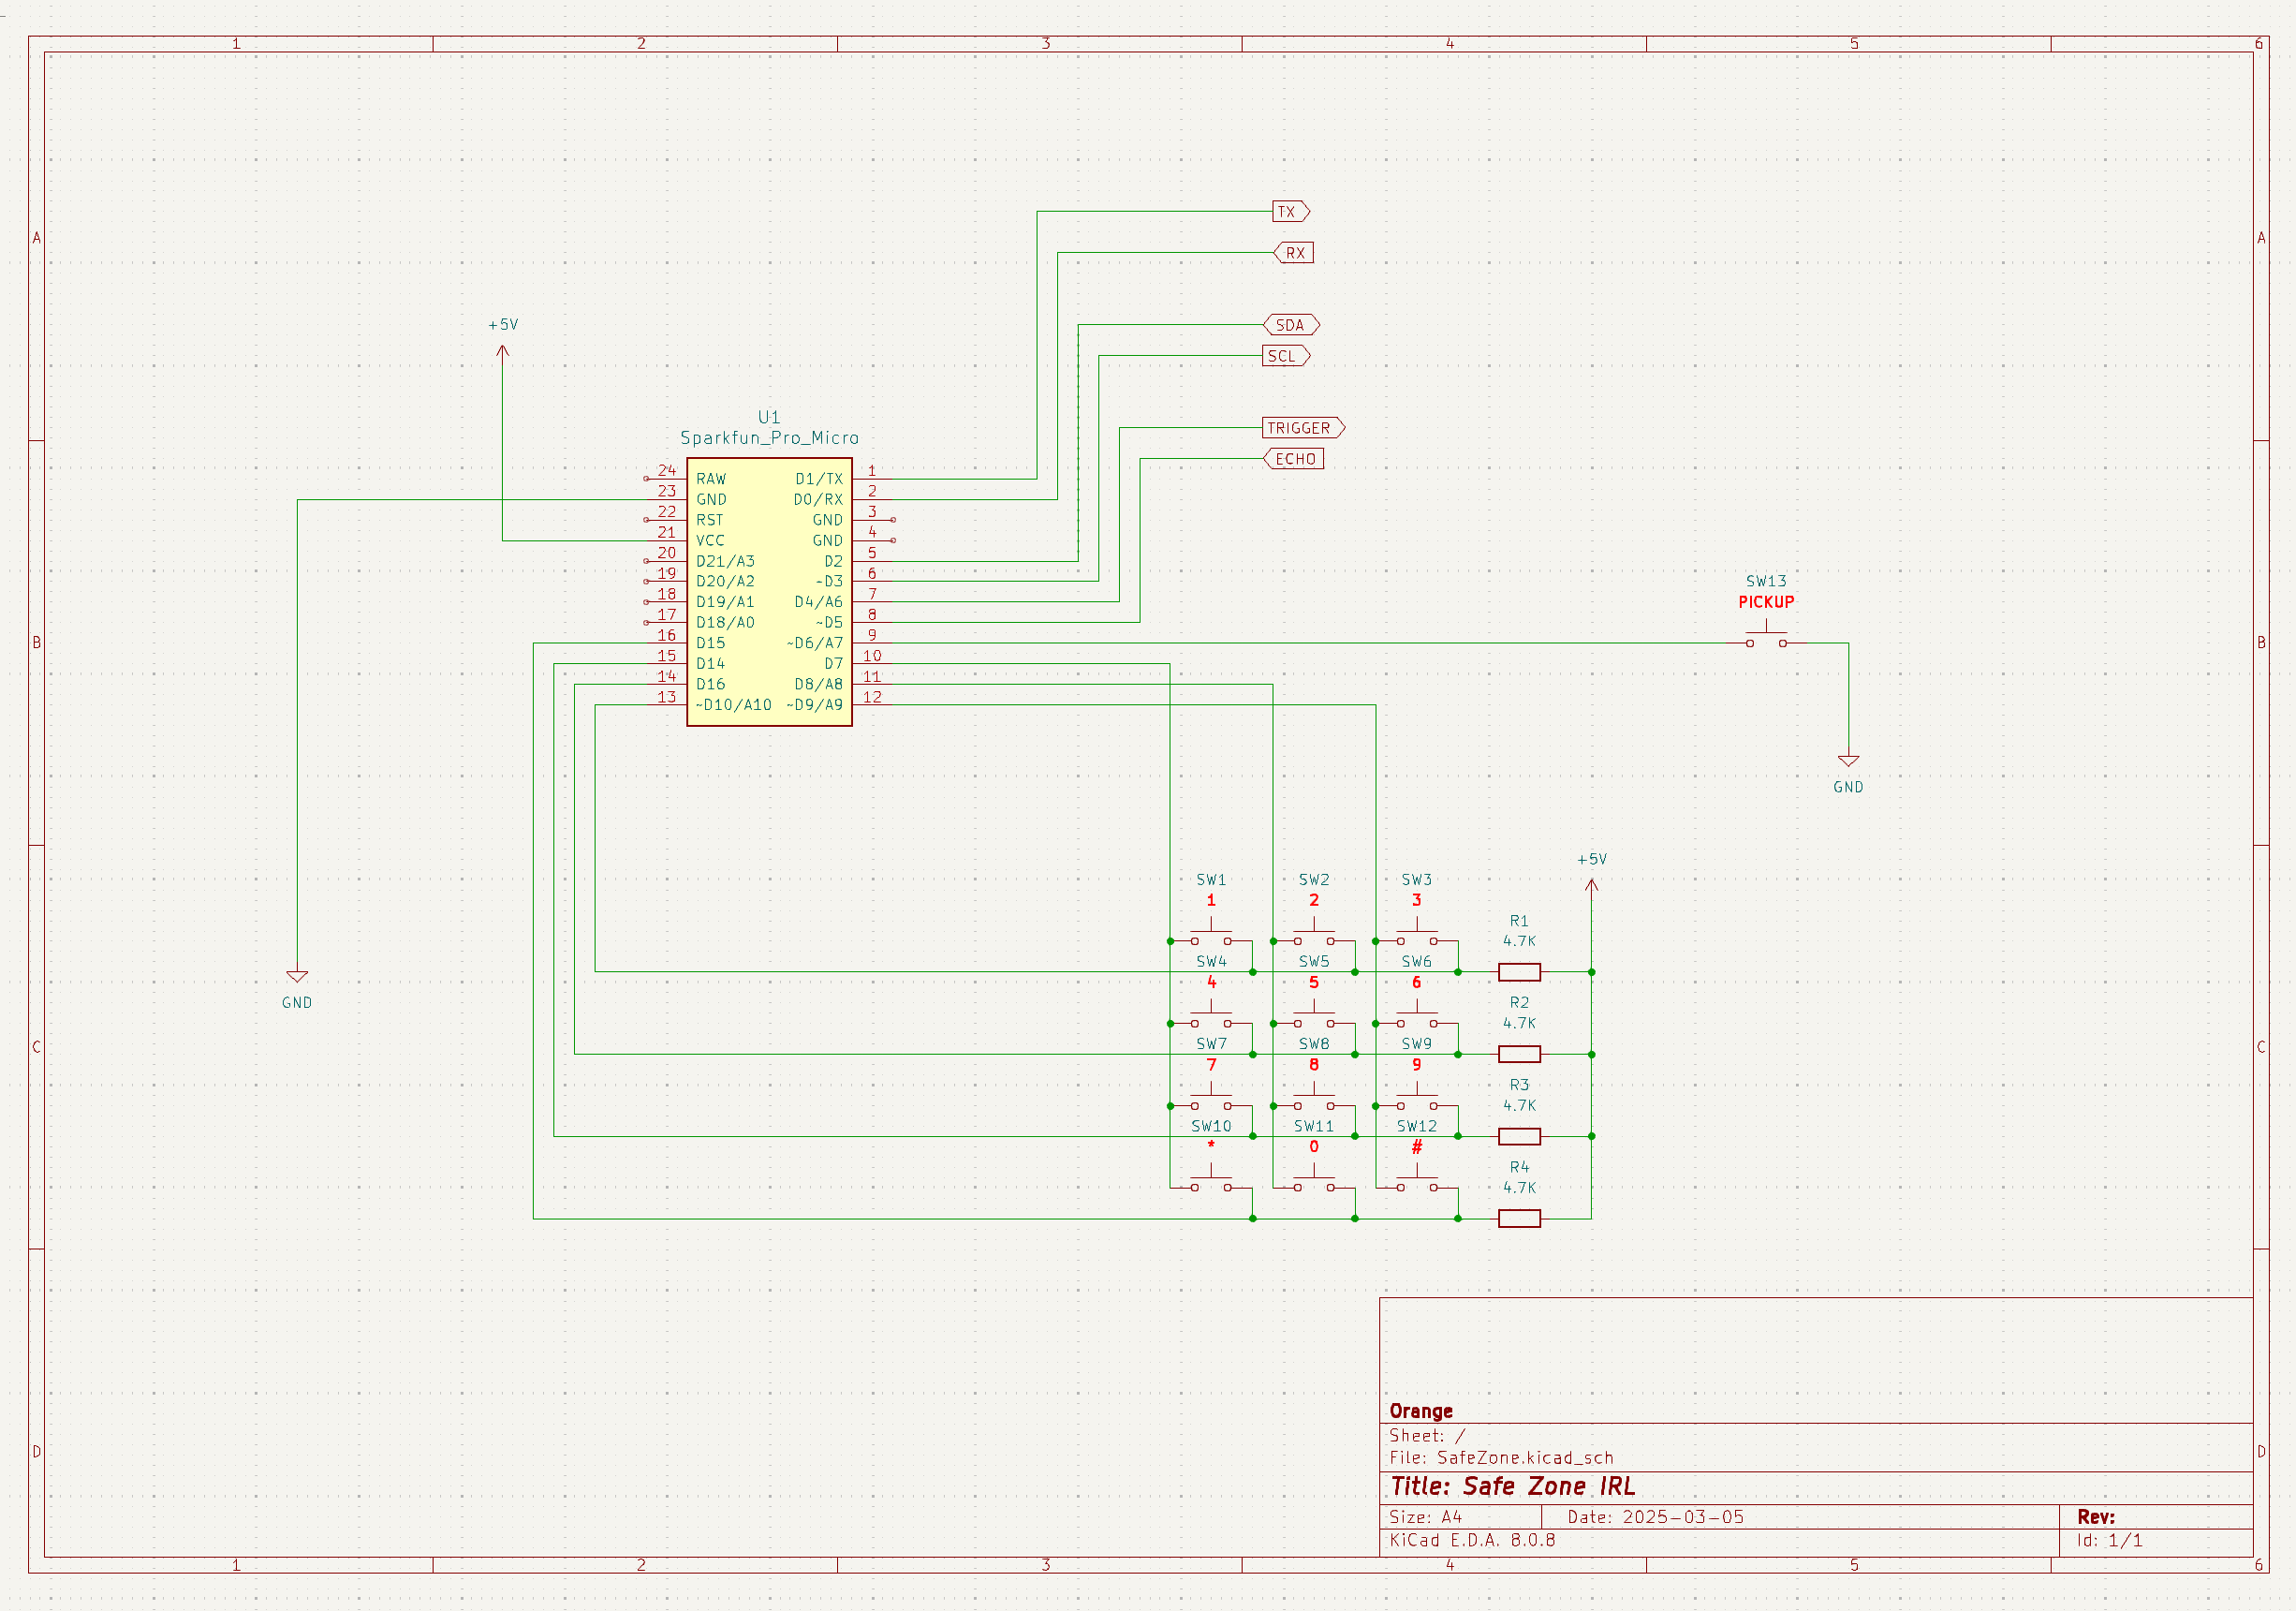 1 2 3 4 5 6
A A
TX
RX
+5V
SDA
SCL
U1
Sparkfun_Pro_Micro
TRIGGER
ECHO
24 RAW D1/TX 1
23 GND D0/RX 2
22 RST GND 3
21 VCC GND 4
20 D21/A3 D2 5
19 D20/A2 ~D3 6
18 D19/A1 D4/A6 7
17 D18/A0 ~D5 8
16 D15 ~D6/A7 9
15 D14 D7 10
14 D16 D8/A8 11
13 ~D10/A10 ~D9/A9 12
SW13
PICKUP
B B
GND
+5V
SW1 SW2 SW3
1 2 3
R1
4.7K
SW4 SW5 SW6
4 5 6
GND
R2
4.7K
C C
SW7 SW8 SW9
7 8 9
R3
4.7K
SW10 SW11 SW12
* 0 #
R4
4.7K
Orange
Sheet: /
File: SafeZone.kicad_sch
D D
Title: Safe Zone IRL
Size: A4 Date: 2025-03-05 Rev:
KiCad E.D.A. 8.0.8 Id: 1/1
1 2 3 4 5 6